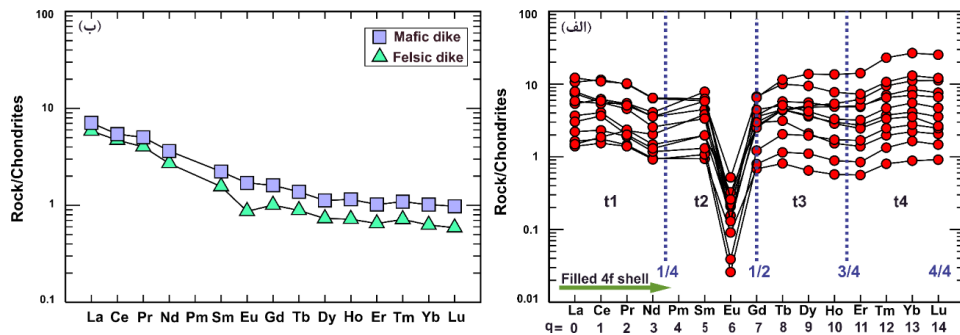 (ب)
Mafic dike
Felsic dike
Rock/Chondrites
100
10
1
0.1
La Ce Pr Nd Pm Sm Eu Gd Tb Dy Ho Er Tm Yb Lu
(الف)
Rock/Chondrites
100
10
1
0.10
0.01
t1 t2 t3 t4
1/4 1/2 3/4 4/4
Filled 4f shell
La Ce Pr Nd Pm Sm Eu Gd Tb Dy Ho Er Tm Yb Lu
q= 0 1 2 3 4 5 6 7 8 9 10 11 12 13 14